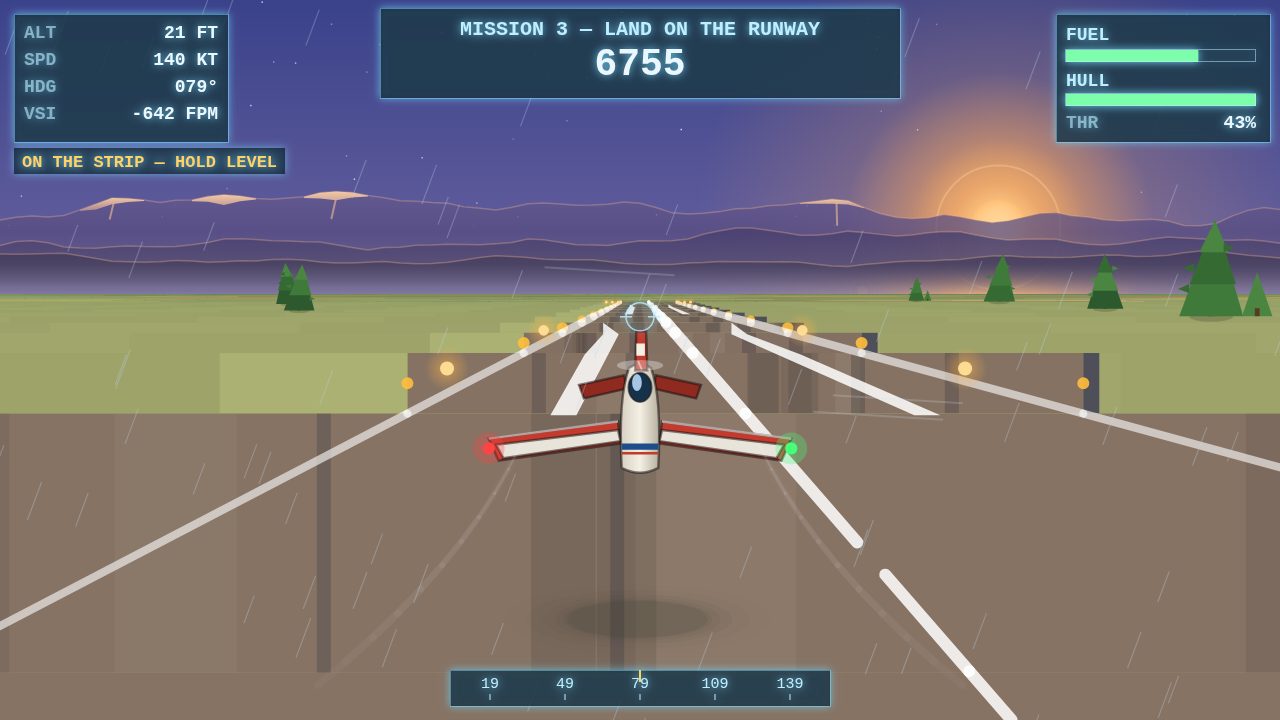 ALT 21 FT
SPD 140 KT
HDG 079°
VSI -642 FPM
ON THE STRIP — HOLD LEVEL
MISSION 3 — LAND ON THE RUNWAY
6755
FUEL
HULL
THR 43%
19 49 79 109 139